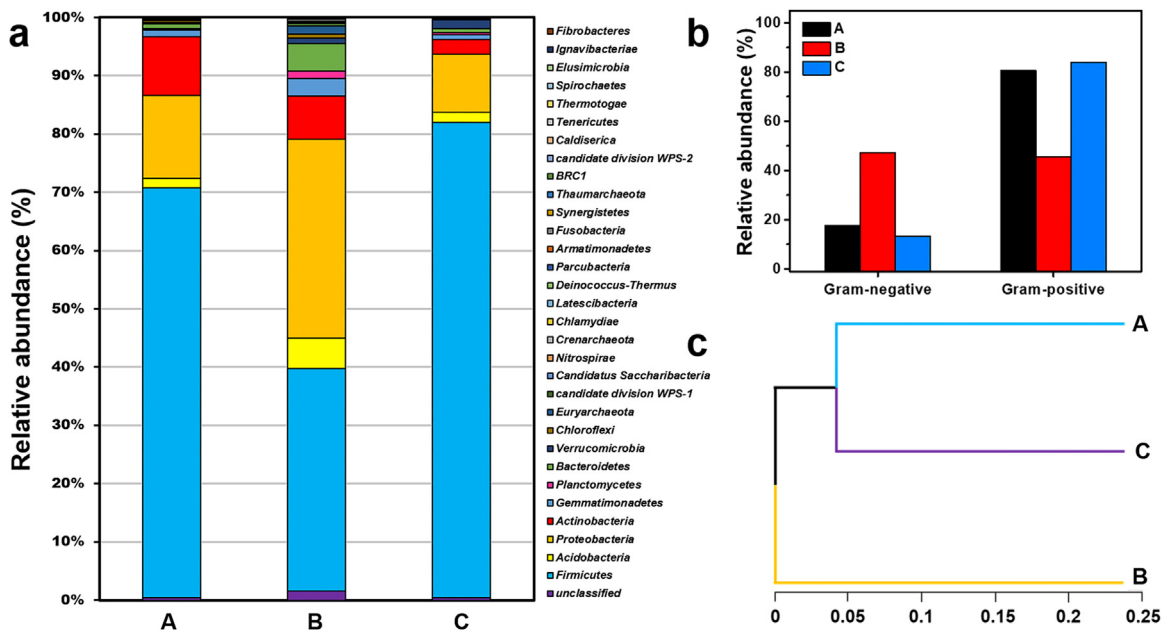 a
Relative abundance (%)
100%
90%
80%
70%
60%
50%
40%
30%
20%
10%
0%
A
B
C
Fibrobacteres
Ignavibacteriae
Elusimicrobia
Spirochaetes
Thermotogae
Tenericutes
Caldiserica
candidate division WPS-2
BRC1
Thaumarchaeota
Synergistetes
Fusobacteria
Armatimonadetes
Parcubacteria
Deinococcus-Thermus
Latescibacteria
Chlamydiae
Crenarchaeota
Nitrospirae
Candidatus Saccharibacteria
candidate division WPS-1
Euryarchaeota
Chloroflexi
Verrucomicrobia
Bacteroidetes
Planctomycetes
Gemmatimonadetes
Actinobacteria
Proteobacteria
Acidobacteria
Firmicutes
unclassified
b
Relative abundance (%)
100
80
60
40
20
0
A
B
C
Gram-negative
Gram-positive
c
A
C
B
0
0.05
0.1
0.15
0.2
0.25